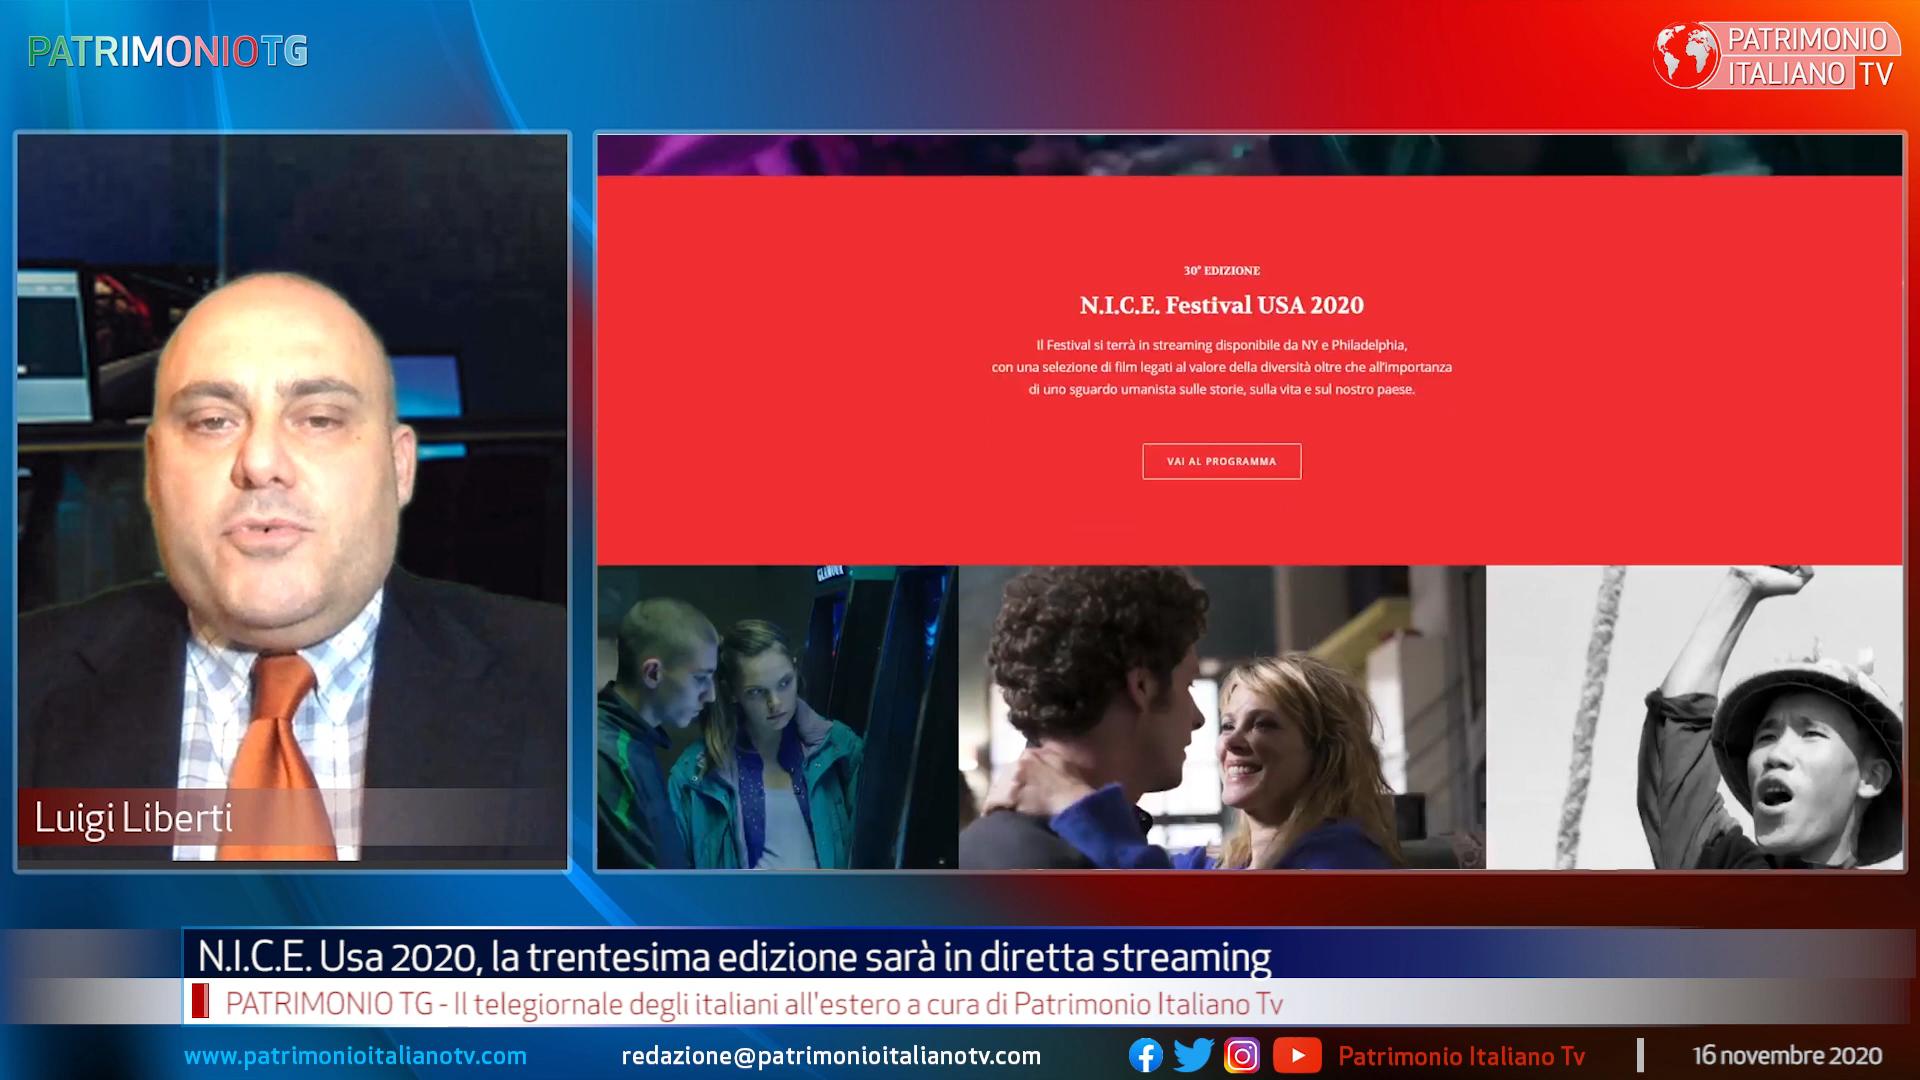 PATRIMONIOTG
PATRIMONIO
ITALIANO TV
30° EDIZIONE
N.I.C.E. Festival USA 2020
Il Festival si terrà in streaming disponibile da NY e Philadelphia,
con una selezione di film legati al valore della diversità oltre che all'importanza
di uno sguardo umanista sulle storie, sulla vita e sul nostro paese.
VAI AL PROGRAMMA
GLAMOUR
Luigi Liberti
N.I.C.E. Usa 2020, la trentesima edizione sarà in diretta streaming
PATRIMONIO TG - Il telegiornale degli italiani all'estero a cura di Patrimonio Italiano Tv
www.patrimonioitalianotv.com redazione@patrimonioitalianotv.com Patrimonio Italiano Tv 16 novembre 2020